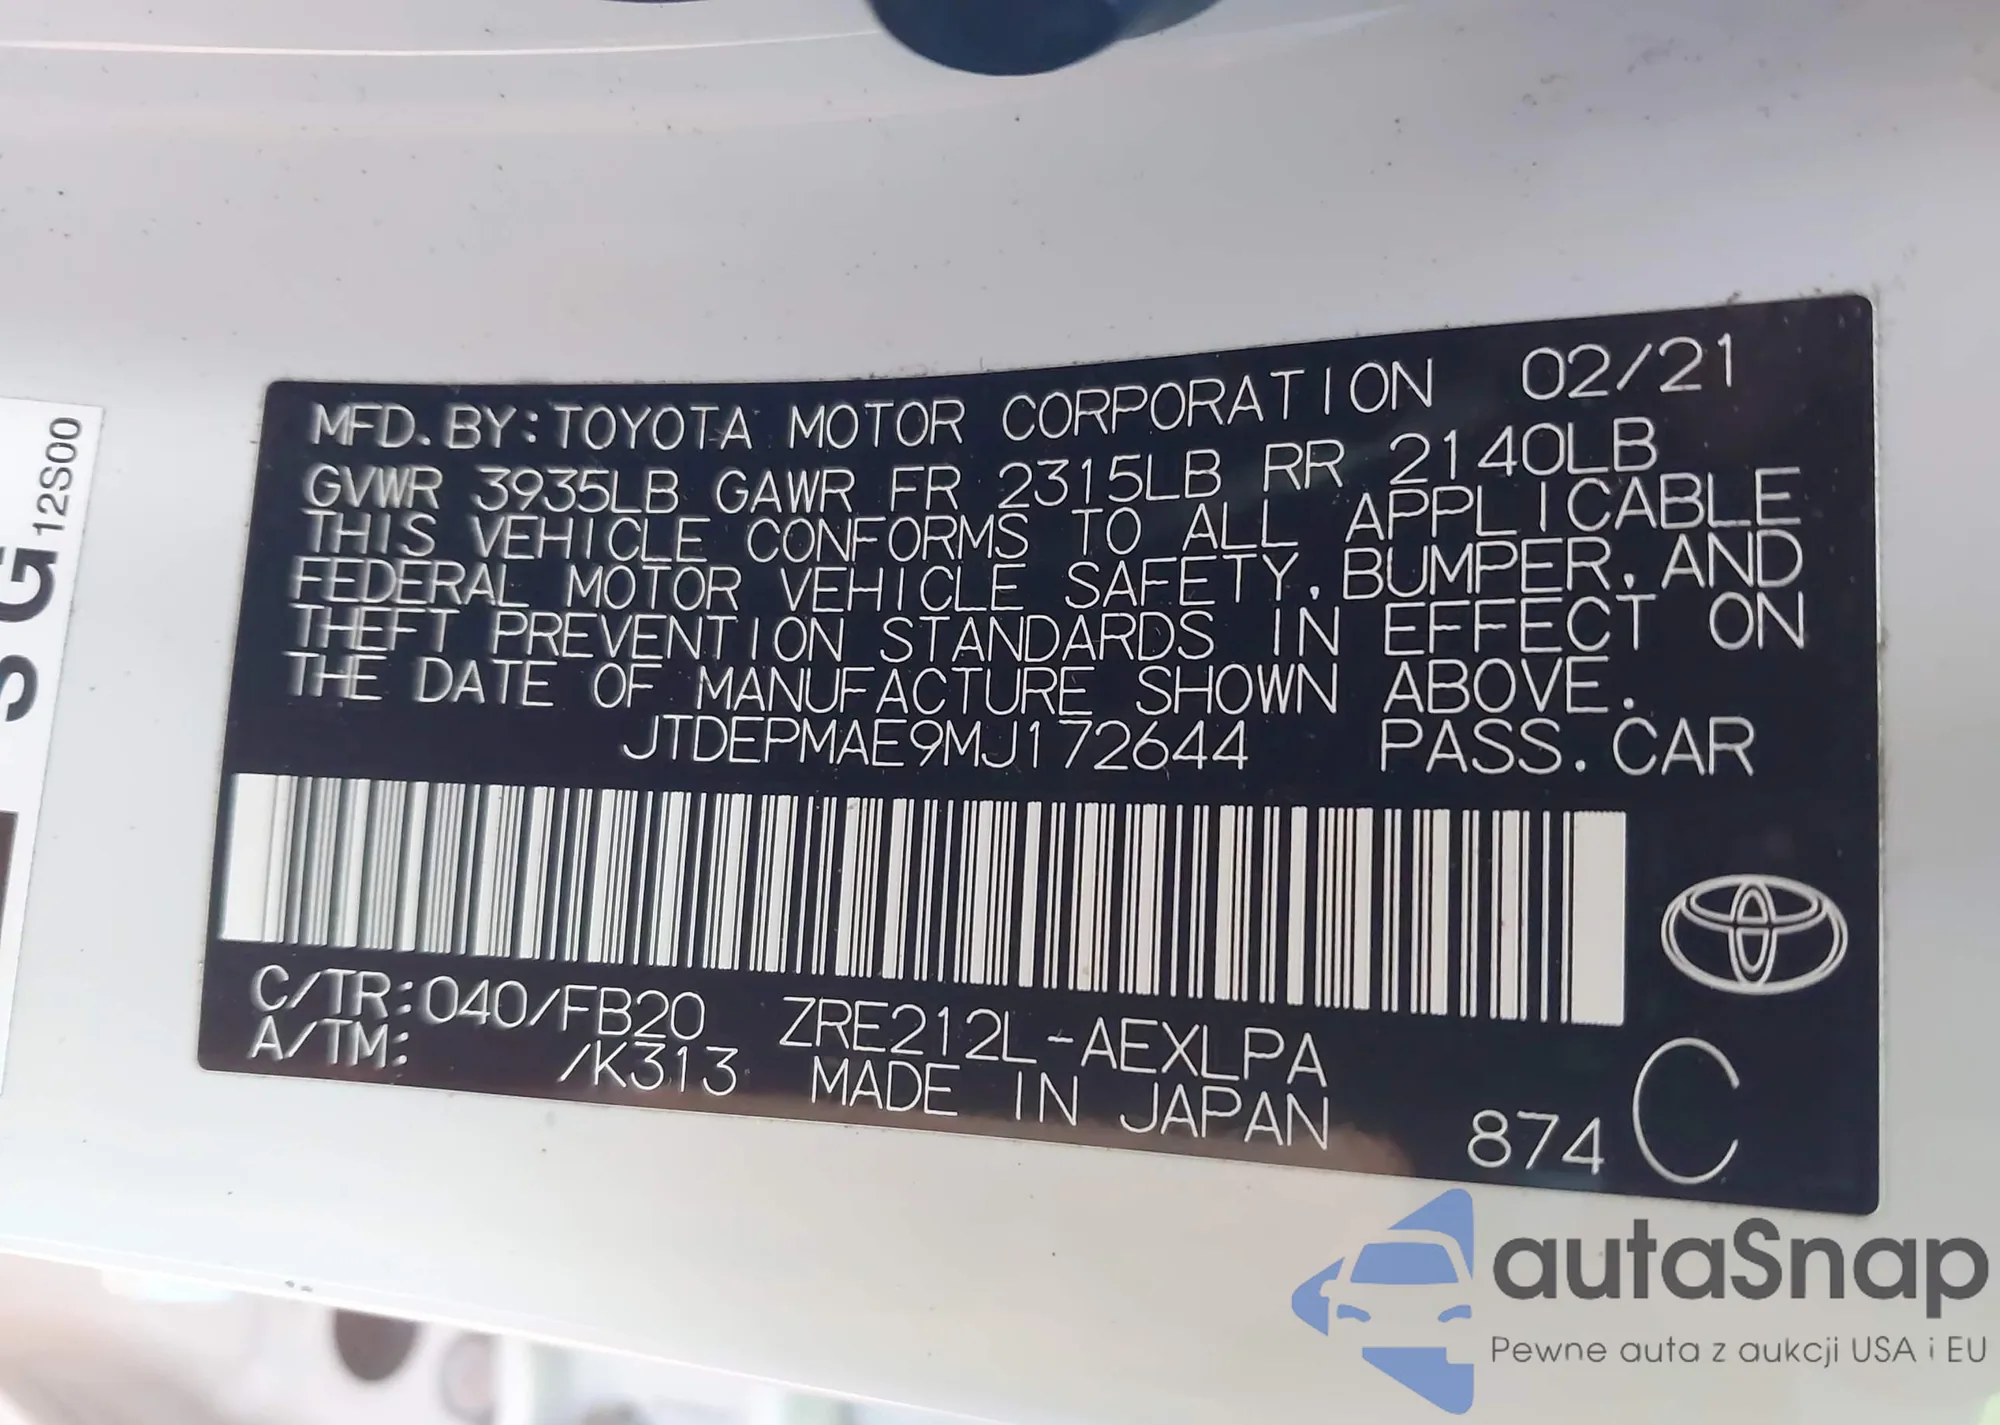 MFD. BY: TOYOTA MOTOR CORPORATION 02/21
GVWR 3935LB GAWR FR 2315LB RR 2140LB
THIS VEHICLE CONFORMS TO ALL APPLICABLE
FEDERAL MOTOR VEHICLE SAFETY, BUMPER, AND
THEFT PREVENTION STANDARDS IN EFFECT ON
THE DATE OF MANUFACTURE SHOWN ABOVE.
JTDEPMAE9MJ172644 PASS. CAR
C/TR: 040/FB20 ZRE212L-AEXLPA
A/TM: /K313 MADE IN JAPAN
874 C
12S00
G
autaSnap
Pewne auta z aukcji USA i EU